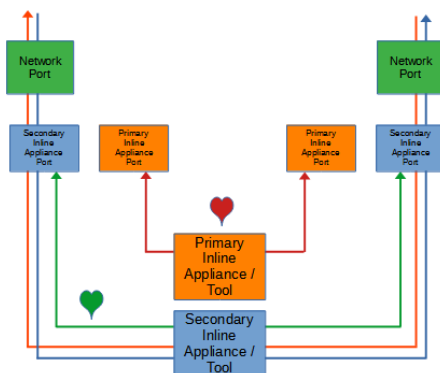 Network
Port
Network
Port
Secondary
Inline
Appliance
Port
Primary
Inline
Appliance
Port
Primary
Inline
Appliance
Port
Secondary
Inline
Appliance
Port
Primary
Inline
Appliance /
Tool
Secondary
Inline
Appliance /
Tool